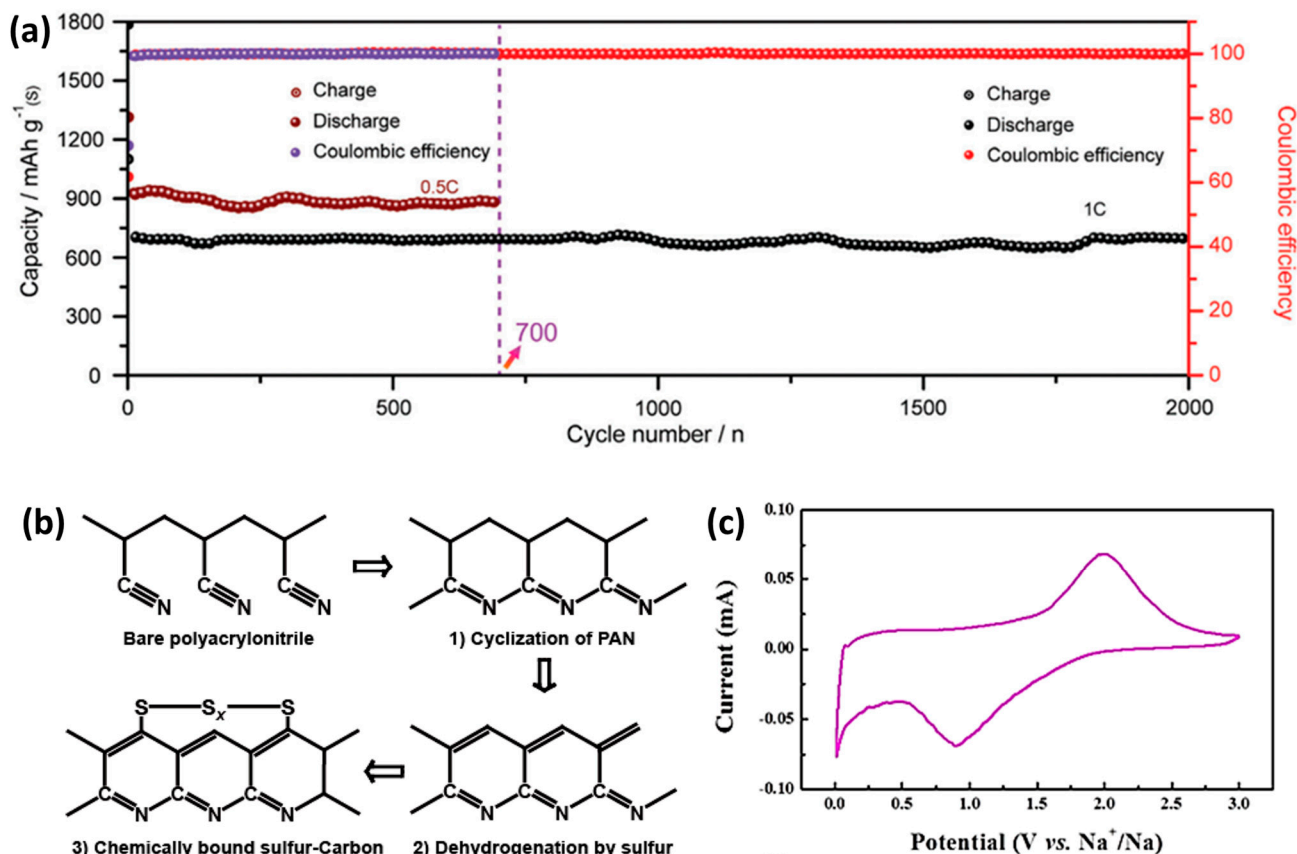 (a)
1800
1500
1200
900
600
300
0
Capacity / mAh g⁻¹(s)
Charge
Discharge
Coulombic efficiency
0.5C
Charge
Discharge
Coulombic efficiency
1C
700
100
80
60
40
20
0
Coulombic efficiency
0 500 1000 1500 2000
Cycle number / n
(b)
C N C N C N
Bare polyacrylonitrile
C N C N C N
1) Cyclization of PAN
S Sx S
C N C N C N
3) Chemically bound sulfur-Carbon
C N C N C N
2) Dehydrogenation by sulfur
(c)
0.10
0.05
0.00
-0.05
-0.10
Current (mA)
0.0 0.5 1.0 1.5 2.0 2.5 3.0
Potential (V vs. Na⁺/Na)